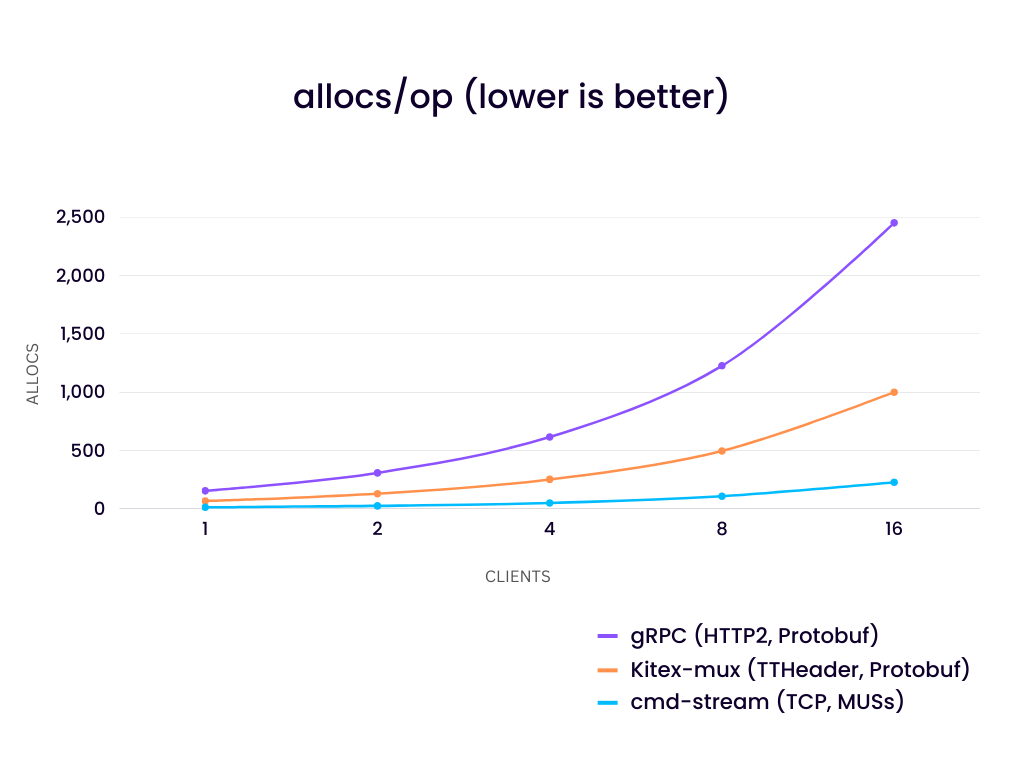 allocs/op (lower is better)
2,500
2,000
1,500
1,000
500
0
ALLOCS
1 2 4 8 16
CLIENTS
gRPC (HTTP2, Protobuf)
Kitex-mux (TTHeader, Protobuf)
cmd-stream (TCP, MUSs)